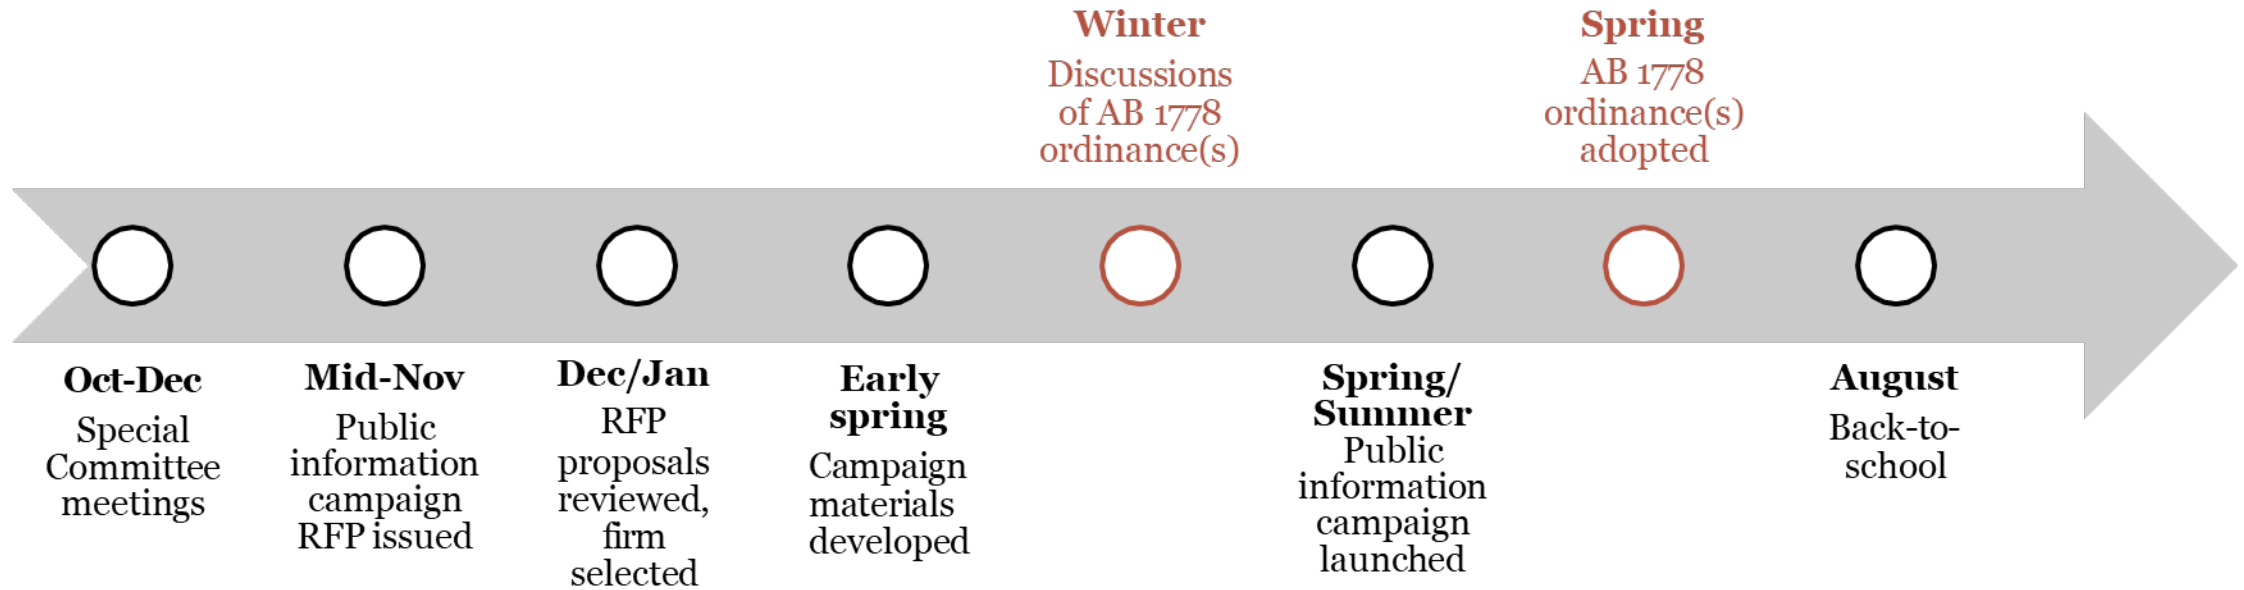 Winter
Discussions
of AB 1778
ordinance(s)
Spring
AB 1778
ordinance(s)
adopted
Oct-Dec
Special
Committee
meetings
Mid-Nov
Public
information
campaign
RFP issued
Dec/Jan
RFP
proposals
reviewed,
firm
selected
Early
spring
Campaign
materials
developed
Spring/
Summer
Public
information
campaign
launched
August
Back-to-
school